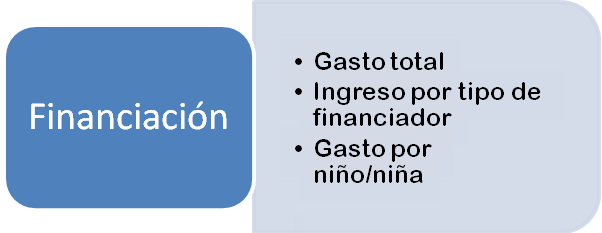 Financiación
• Gasto total
• Ingreso por tipo de
financiador
• Gasto por
niño/niña